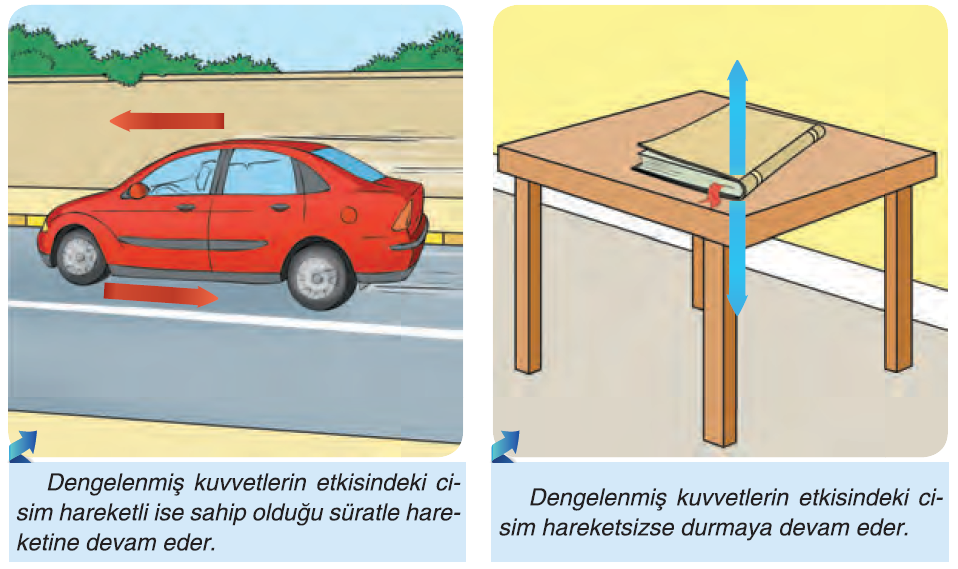 Dengelenmiş kuvvetlerin etkisindeki ci-
sim hareketli ise sahip olduğu süratle hare-
ketine devam eder.
Dengelenmiş kuvvetlerin etkisindeki ci-
sim hareketsizse durmaya devam eder.